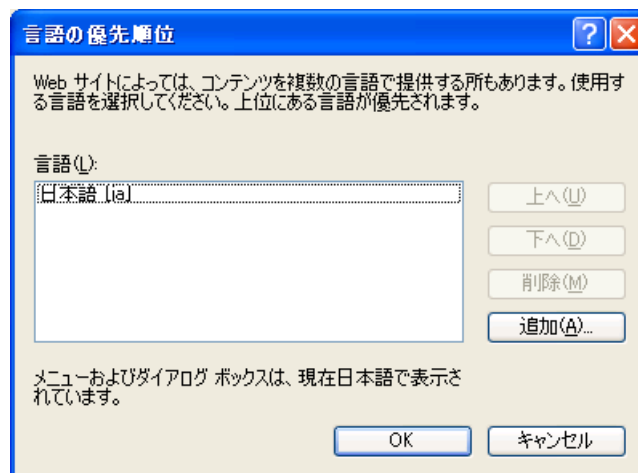 言語の優先順位
Web サイトによっては、コンテンツを複数の言語で提供する所もあります。使用す
る言語を選択してください。上位にある言語が優先されます。
言語(L):
日本語 [ja]
上へ(U)
下へ(D)
削除(M)
追加(A)...
メニューおよびダイアログ ボックスは、現在日本語で表示さ
れています。
OK
キャンセル